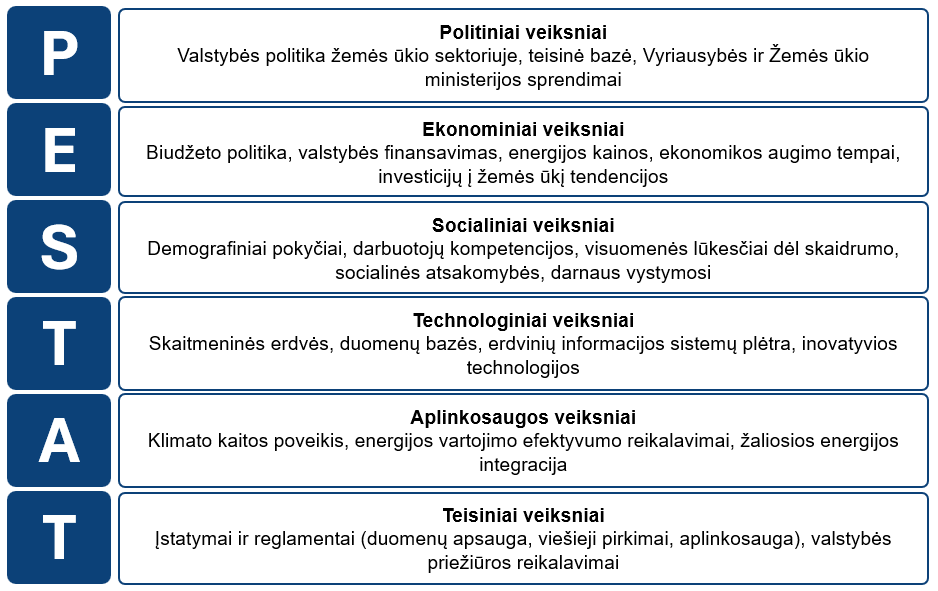 P
Politiniai veiksniai
Valstybės politika žemės ūkio sektoriuje, teisinė bazė, Vyriausybės ir Žemės ūkio
ministerijos sprendimai
E
Ekonominiai veiksniai
Biudžeto politika, valstybės finansavimas, energijos kainos, ekonomikos augimo tempai,
investicijų į žemės ūkį tendencijos
S
Socialiniai veiksniai
Demografiniai pokyčiai, darbuotojų kompetencijos, visuomenės lūkesčiai dėl skaidrumo,
socialinės atsakomybės, darnaus vystymosi
T
Technologiniai veiksniai
Skaitmeninės erdvės, duomenų bazės, erdvinių informacijos sistemų plėtra, inovatyvios
technologijos
A
Aplinkosaugos veiksniai
Klimato kaitos poveikis, energijos vartojimo efektyvumo reikalavimai, žaliosios energijos
integracija
T
Teisiniai veiksniai
Įstatymai ir reglamentai (duomenų apsauga, viešieji pirkimai, aplinkosauga), valstybės
priežiūros reikalavimai